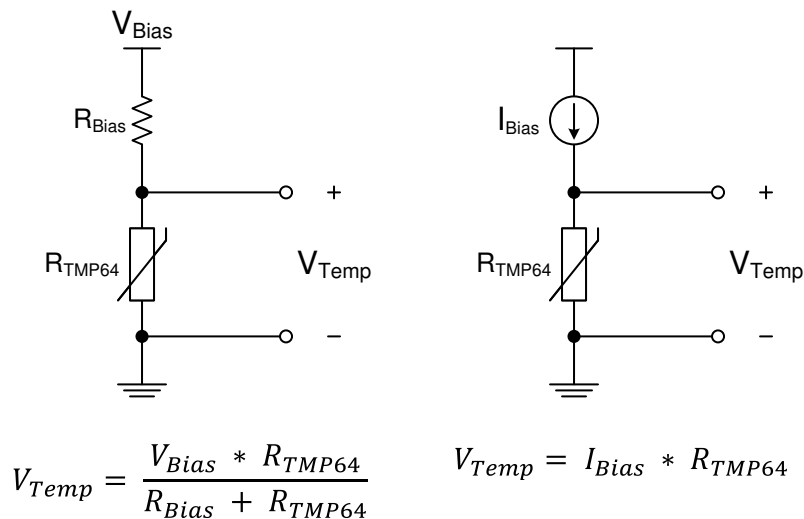 V_Bias
R_Bias
+
R_TMP64
V_Temp
−
I_Bias
+
R_TMP64
V_Temp
−
V_Temp = (V_Bias * R_TMP64) / (R_Bias + R_TMP64)
V_Temp = I_Bias * R_TMP64